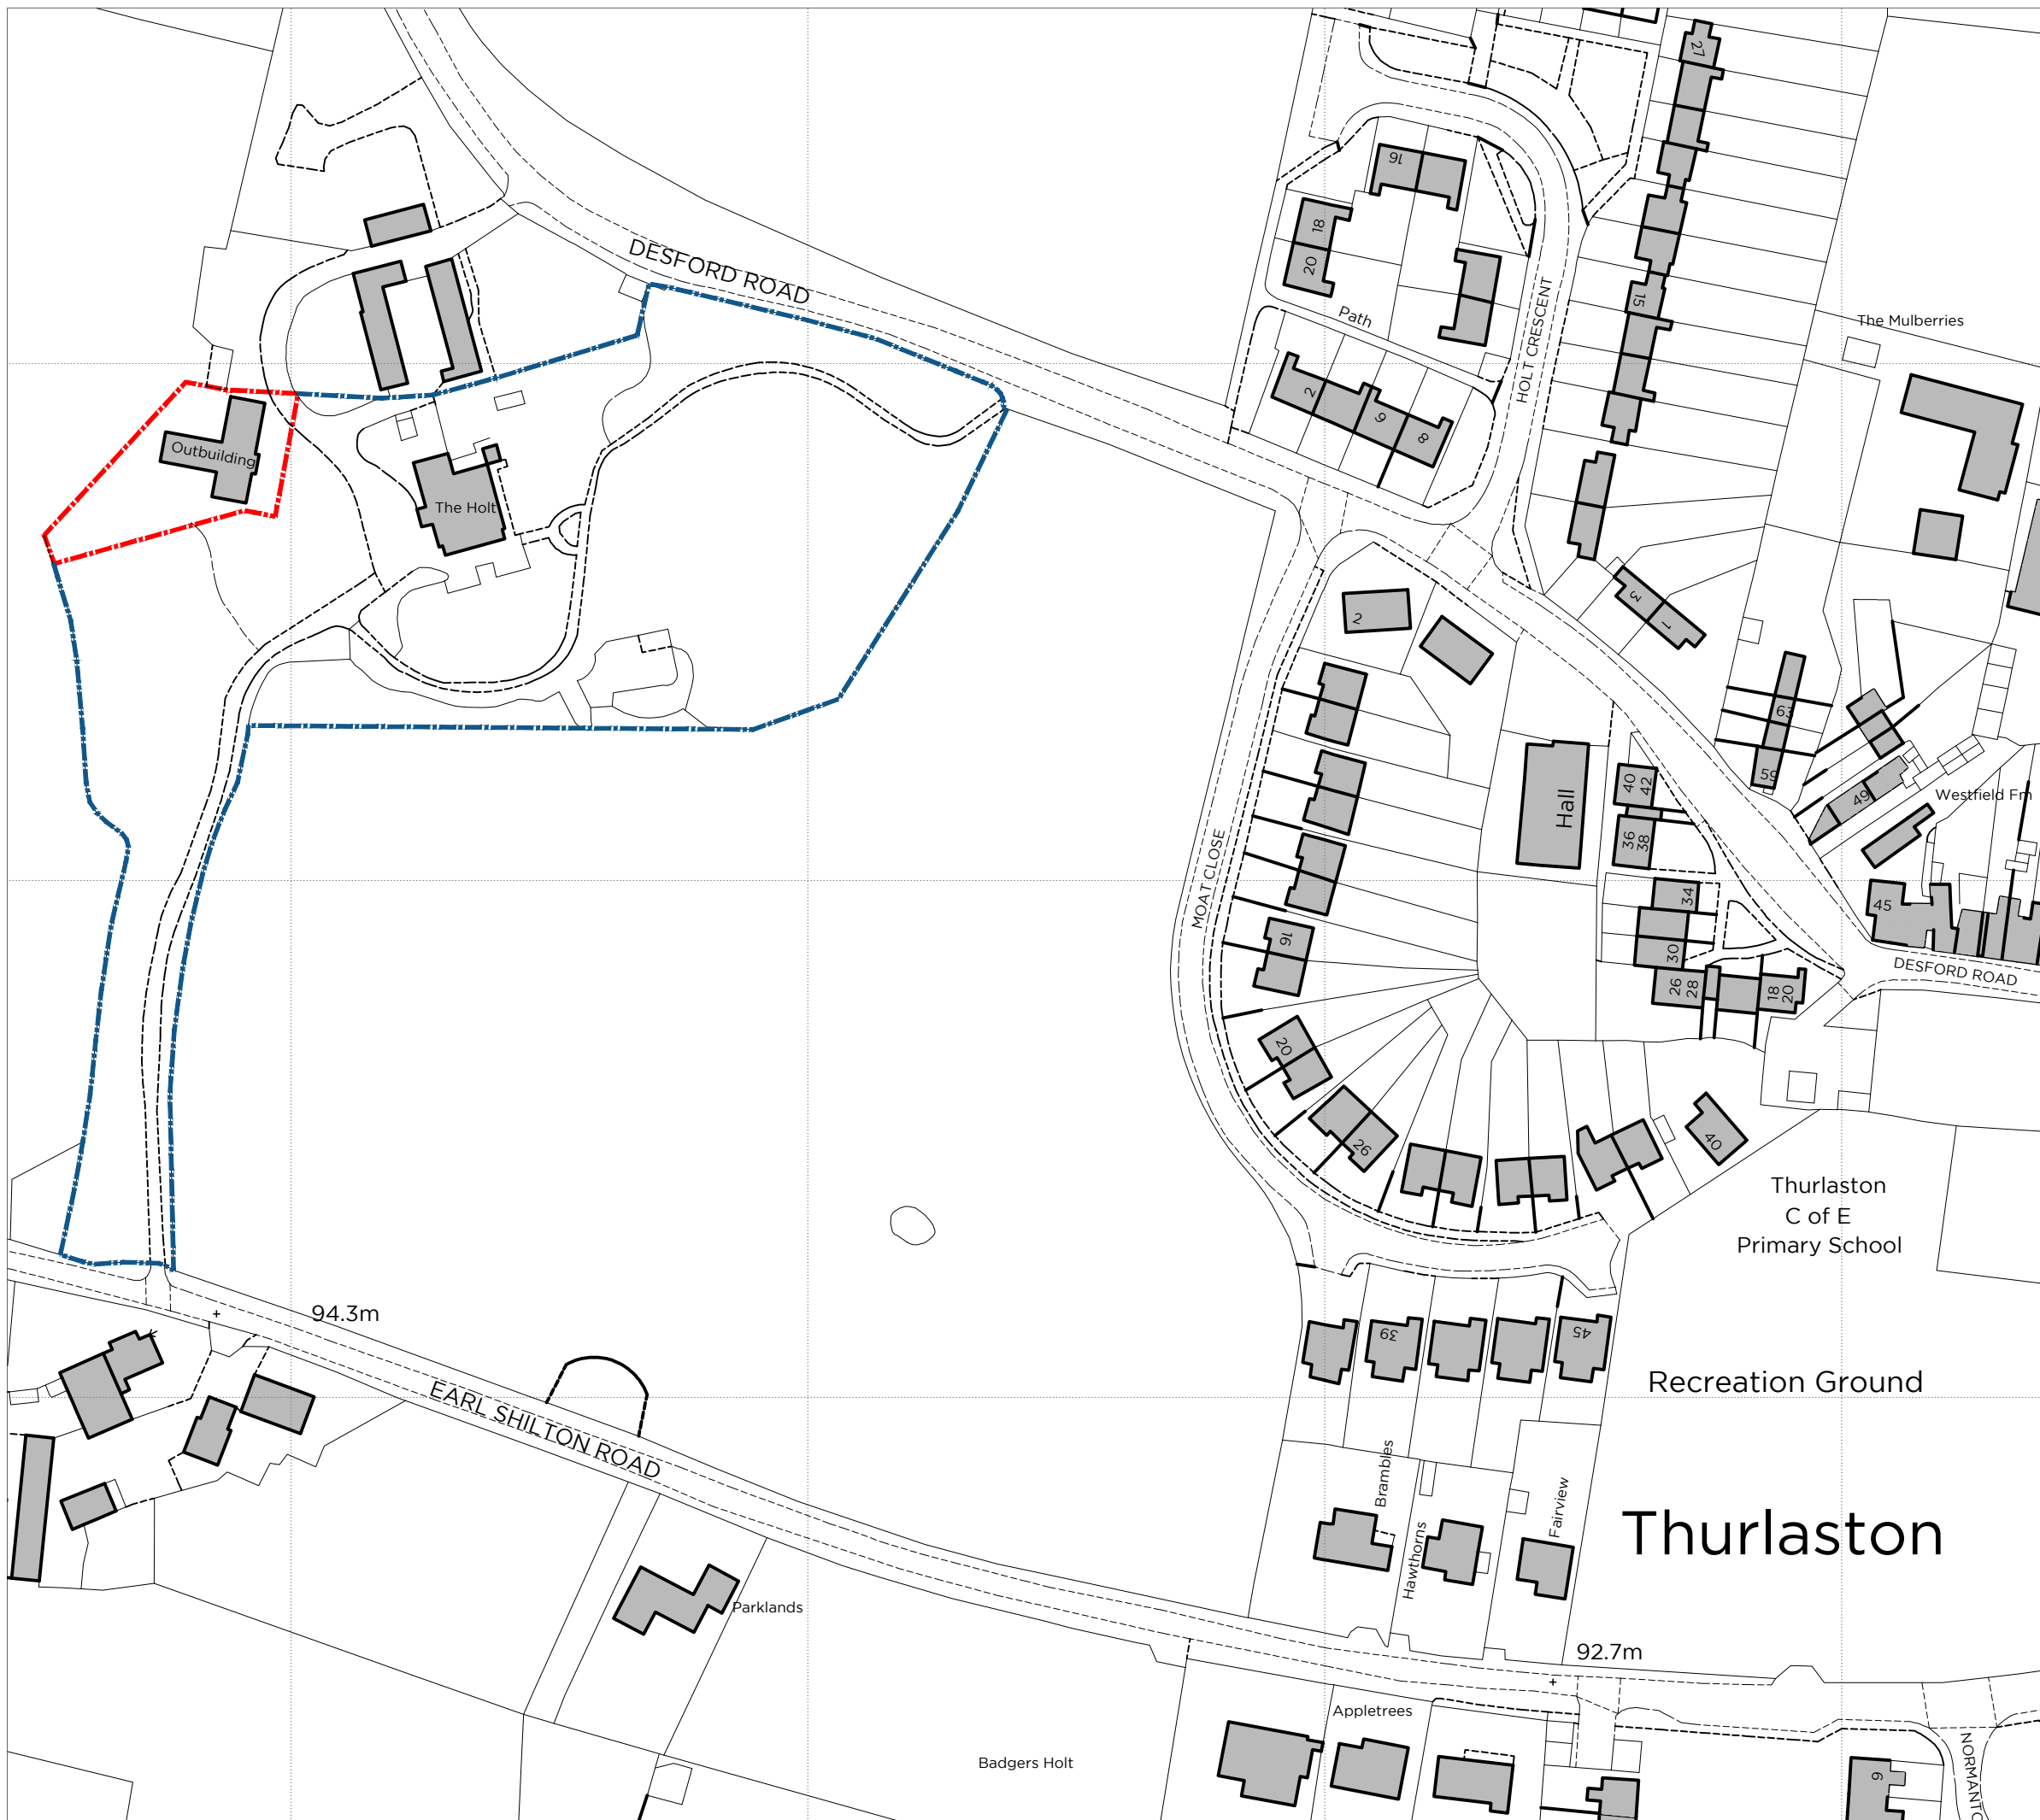 27
16
18
20
DESFORD ROAD
15
Path
HOLT CRESCENT
The Mulberries
2
6
8
Outbuilding
The Holt
3
1
2
63
59
40
42
49
Westfield Fm
Hall
36
38
MOAT CLOSE
34
45
16
30
DESFORD ROAD
26
28
18
20
20
26
40
Thurlaston
C of E
Primary School
94.3m
39
45
EARL SHILTON ROAD
Recreation Ground
Brambles
Hawthorns
Fairview
Thurlaston
Parklands
92.7m
Appletrees
Badgers Holt
NORMANTO
6